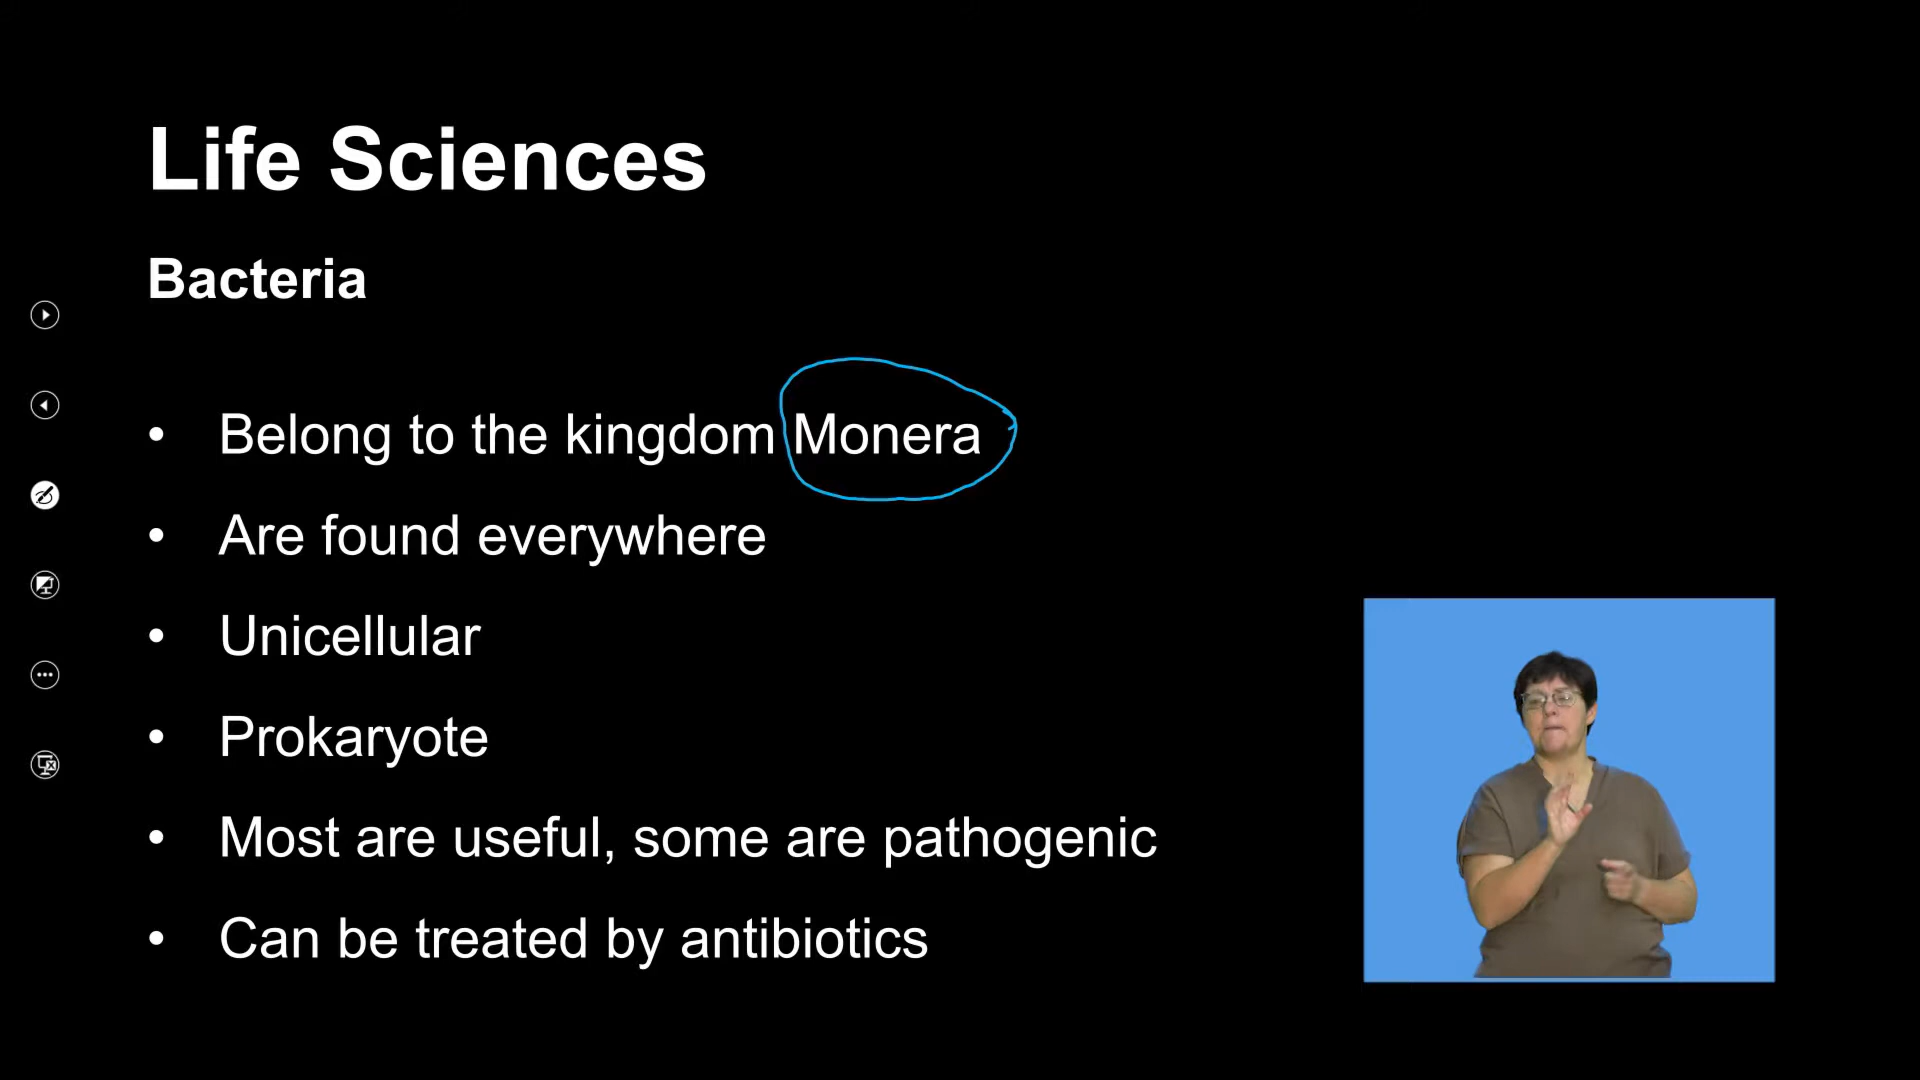 Life Sciences
Bacteria
• Belong to the kingdom Monera
• Are found everywhere
• Unicellular
• Prokaryote
• Most are useful, some are pathogenic
• Can be treated by antibiotics